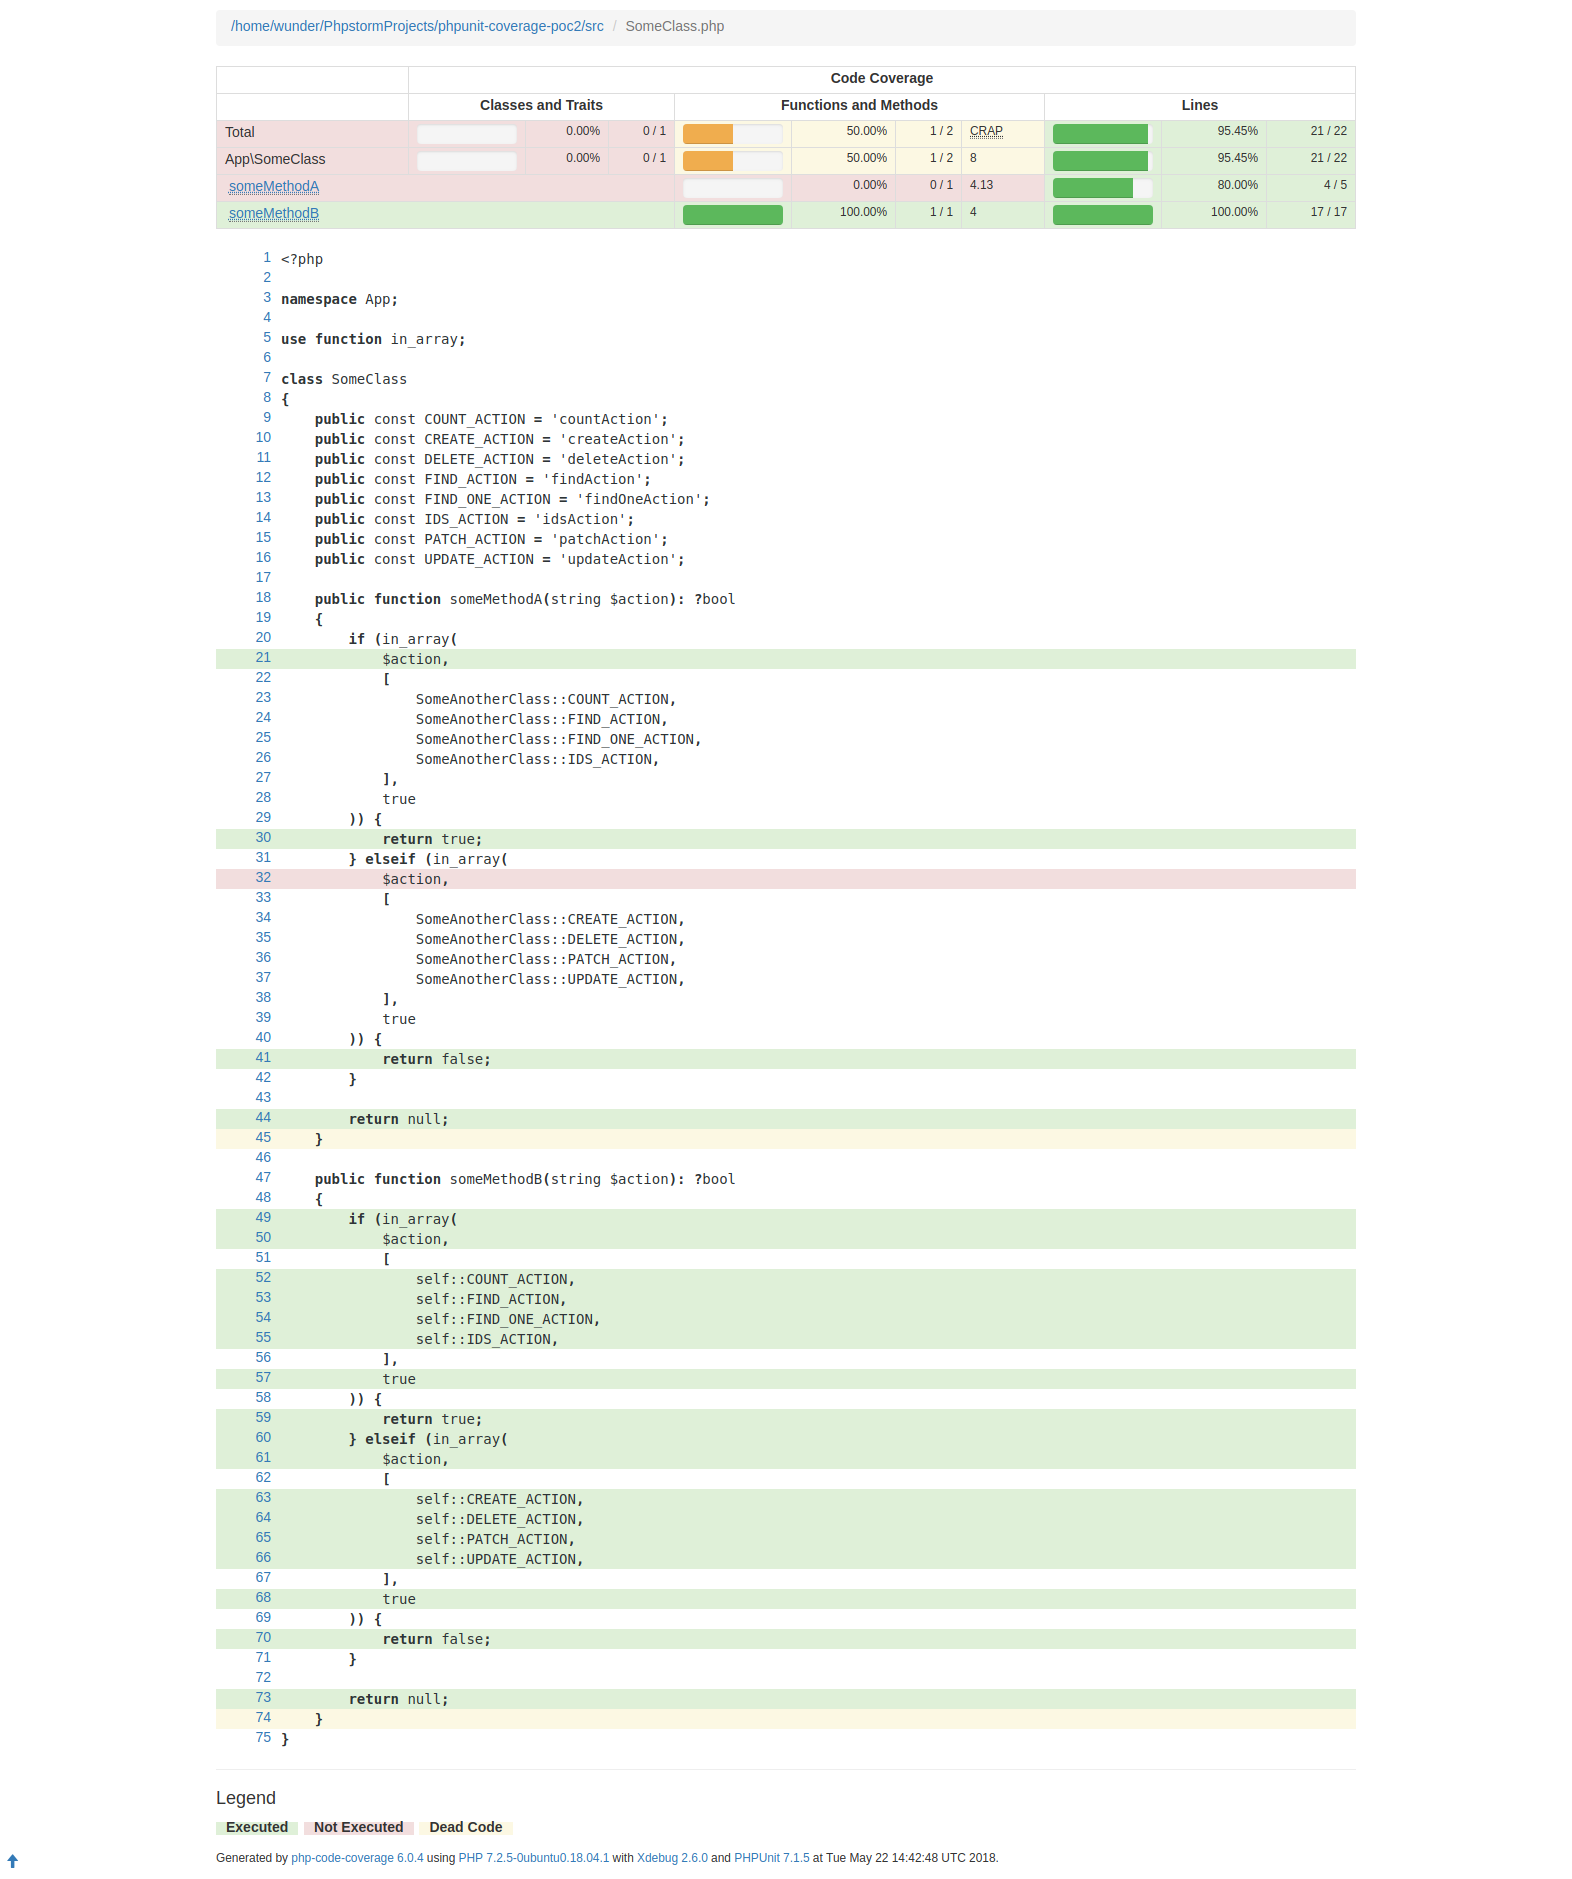 /home/wunder/PhpstormProjects/phpunit-coverage-poc2/src / SomeClass.php
Code Coverage
Classes and Traits Functions and Methods Lines
Total 0.00% 0 / 1 50.00% 1 / 2 CRAP 95.45% 21 / 22
App\SomeClass 0.00% 0 / 1 50.00% 1 / 2 8 95.45% 21 / 22
someMethodA 0.00% 0 / 1 4.13 80.00% 4 / 5
someMethodB 100.00% 1 / 1 4 100.00% 17 / 17
1 <?php
2
3 namespace App;
4
5 use function in_array;
6
7 class SomeClass
8 {
9     public const COUNT_ACTION = 'countAction';
10     public const CREATE_ACTION = 'createAction';
11     public const DELETE_ACTION = 'deleteAction';
12     public const FIND_ACTION = 'findAction';
13     public const FIND_ONE_ACTION = 'findOneAction';
14     public const IDS_ACTION = 'idsAction';
15     public const PATCH_ACTION = 'patchAction';
16     public const UPDATE_ACTION = 'updateAction';
17
18     public function someMethodA(string $action): ?bool
19     {
20         if (in_array(
21             $action,
22             [
23                 SomeAnotherClass::COUNT_ACTION,
24                 SomeAnotherClass::FIND_ACTION,
25                 SomeAnotherClass::FIND_ONE_ACTION,
26                 SomeAnotherClass::IDS_ACTION,
27             ],
28             true
29         )) {
30             return true;
31         } elseif (in_array(
32             $action,
33             [
34                 SomeAnotherClass::CREATE_ACTION,
35                 SomeAnotherClass::DELETE_ACTION,
36                 SomeAnotherClass::PATCH_ACTION,
37                 SomeAnotherClass::UPDATE_ACTION,
38             ],
39             true
40         )) {
41             return false;
42         }
43
44         return null;
45     }
46
47     public function someMethodB(string $action): ?bool
48     {
49         if (in_array(
50             $action,
51             [
52                 self::COUNT_ACTION,
53                 self::FIND_ACTION,
54                 self::FIND_ONE_ACTION,
55                 self::IDS_ACTION,
56             ],
57             true
58         )) {
59             return true;
60         } elseif (in_array(
61             $action,
62             [
63                 self::CREATE_ACTION,
64                 self::DELETE_ACTION,
65                 self::PATCH_ACTION,
66                 self::UPDATE_ACTION,
67             ],
68             true
69         )) {
70             return false;
71         }
72
73         return null;
74     }
75 }
Legend
Executed Not Executed Dead Code
Generated by php-code-coverage 6.0.4 using PHP 7.2.5-0ubuntu0.18.04.1 with Xdebug 2.6.0 and PHPUnit 7.1.5 at Tue May 22 14:42:48 UTC 2018.